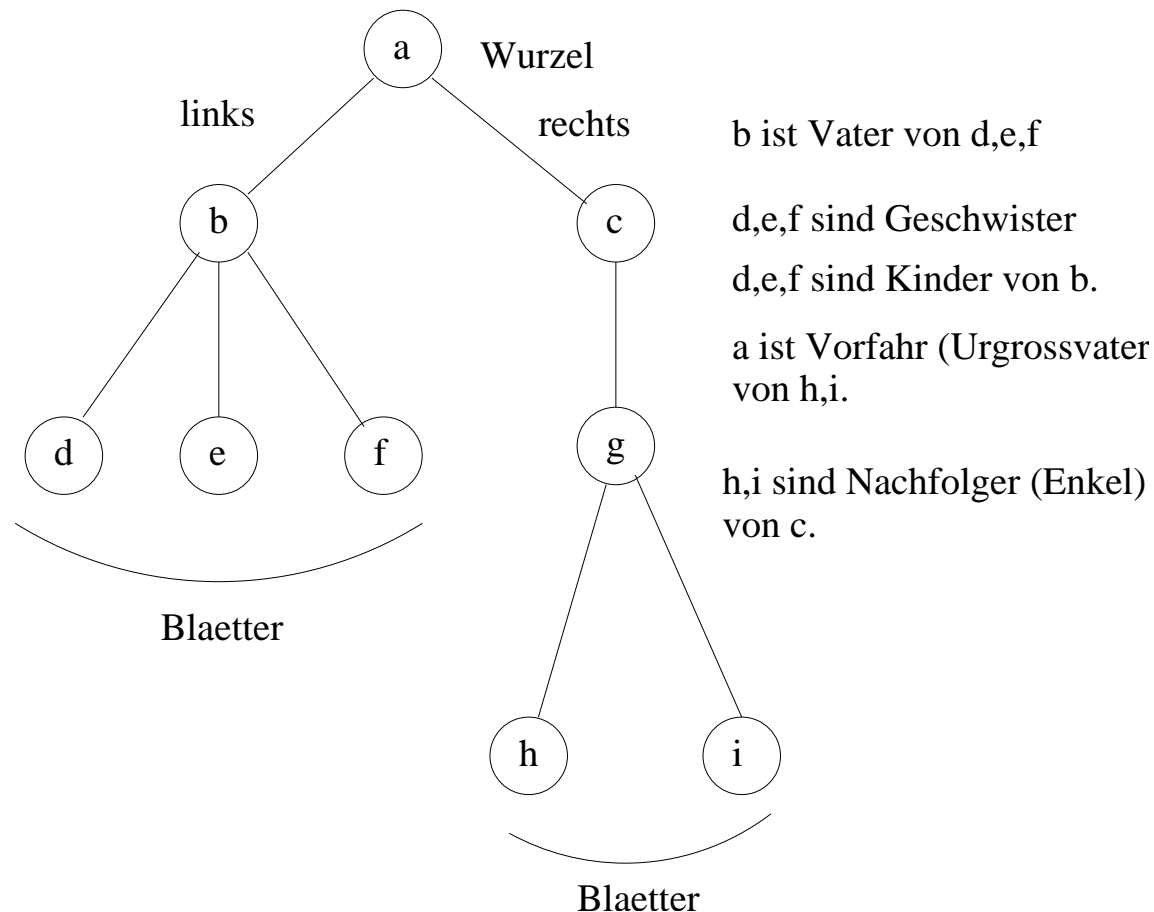 a
Wurzel
links
rechts
b ist Vater von d,e,f
b
c
d,e,f sind Geschwister
d,e,f sind Kinder von b.
a ist Vorfahr (Urgrossvater
von h,i.
d
e
f
g
h,i sind Nachfolger (Enkel)
von c.
Blaetter
h
i
Blaetter